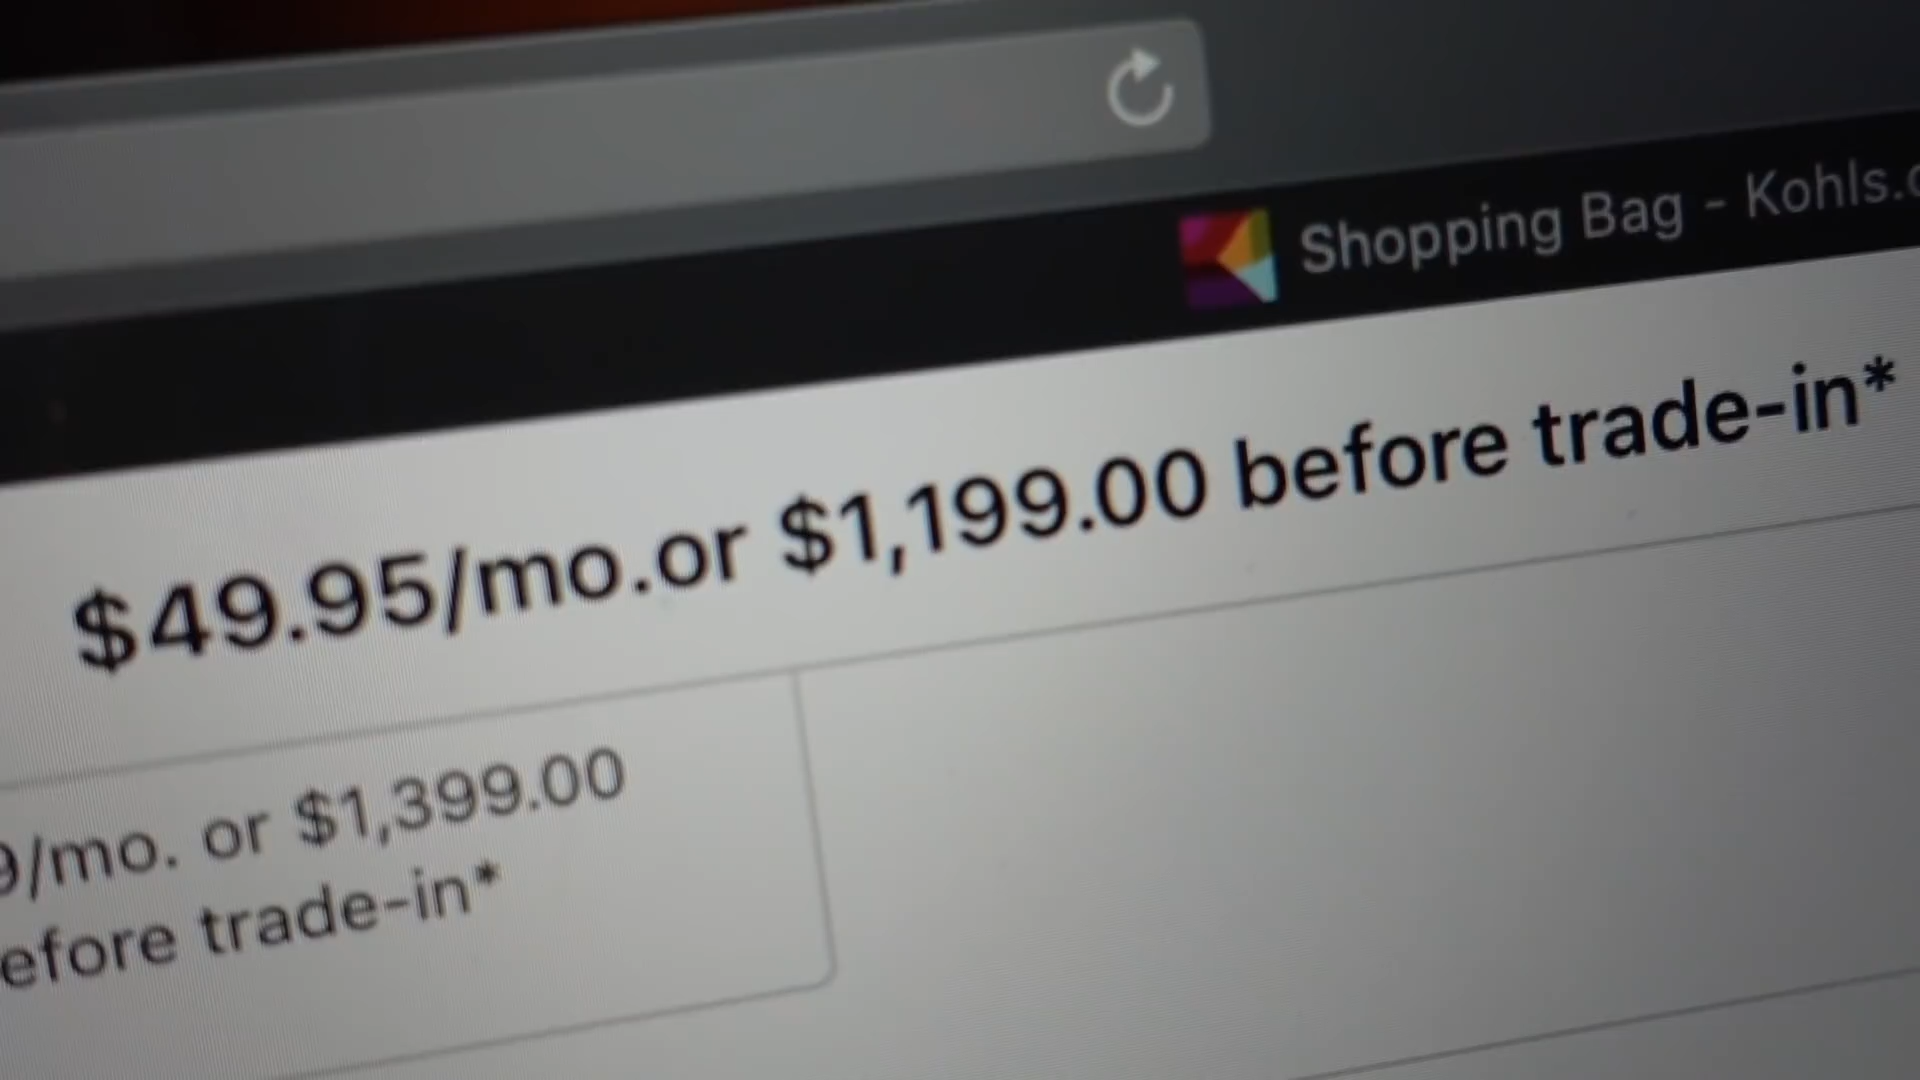 Shopping Bag - Kohls.c
$49.95/mo.or $1,199.00 before trade-in*
9/mo. or $1,399.00
efore trade-in*